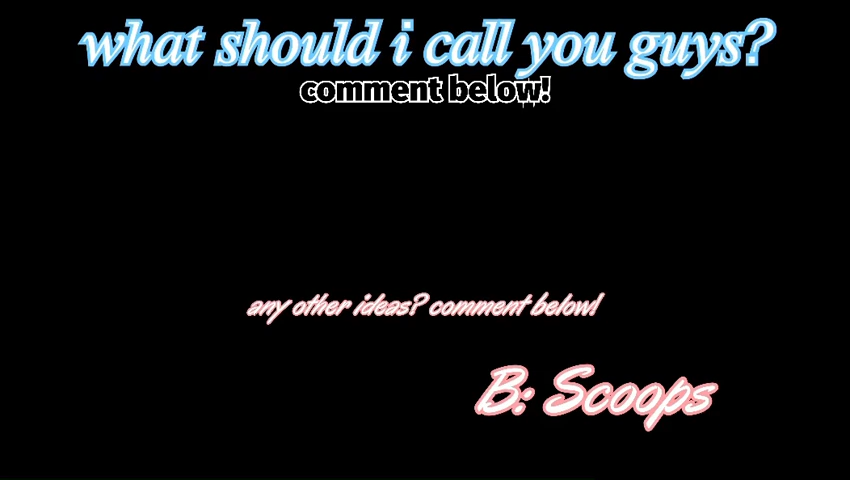 what should i call you guys?
comment below!
any other ideas? comment below!
B: Scoops